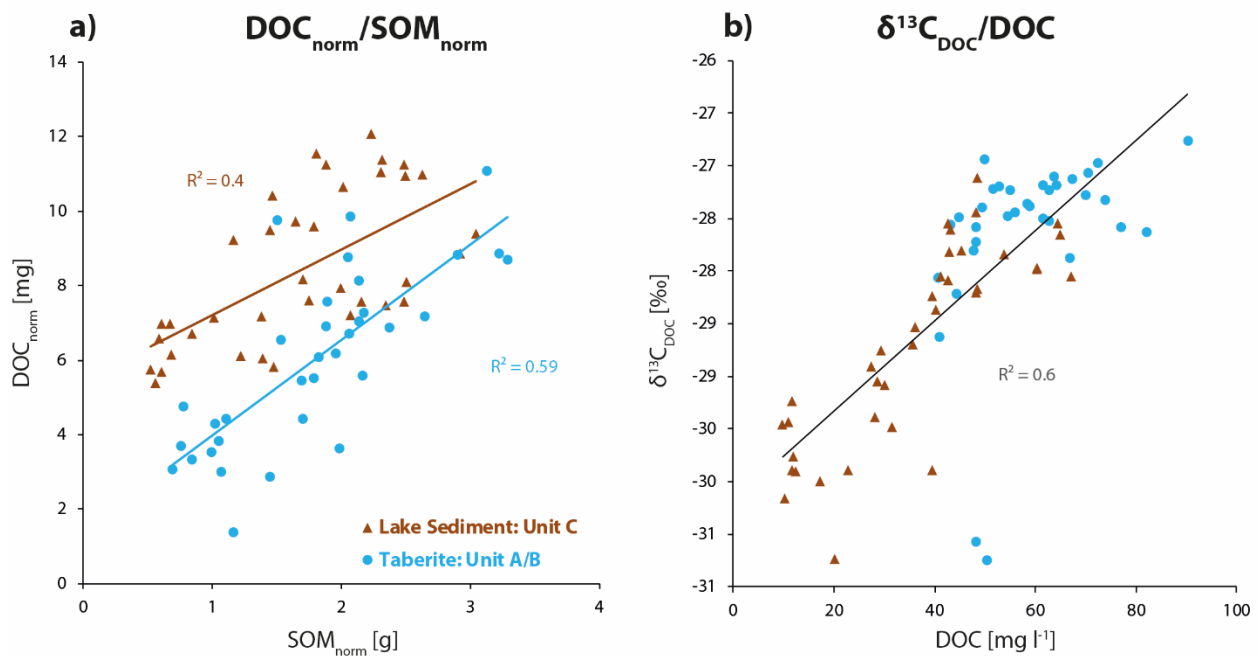 a)
DOCnorm/SOMnorm
14
12
10
8
6
4
2
0
0 1 2 3 4
DOCnorm [mg]
SOMnorm [g]
R² = 0.4
R² = 0.59
Lake Sediment: Unit C
Taberite: Unit A/B
b)
δ¹³CDOC/DOC
-26
-27
-27
-28
-28
-29
-29
-30
-30
-31
-31
0 20 40 60 80 100
δ¹³CDOC [‰]
DOC [mg l⁻¹]
R² = 0.6